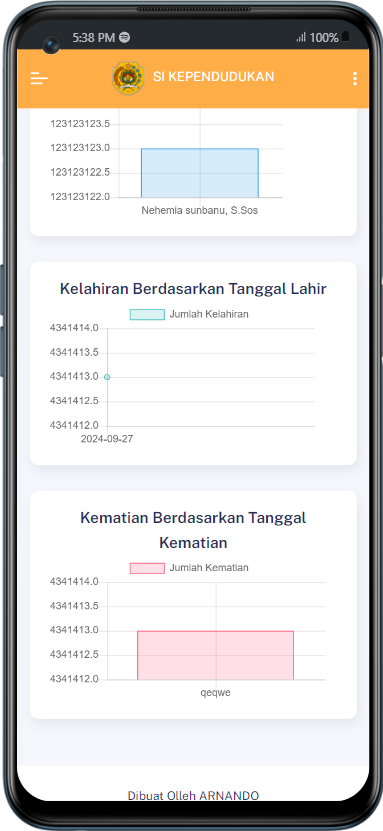 5:38 PM
100%
SI KEPENDUDUKAN
123123123.5
123123123.0
123123122.5
123123122.0
Nehemia sunbanu, S.Sos
Kelahiran Berdasarkan Tanggal Lahir
Jumlah Kelahiran
4341414.0
4341413.5
4341413.0
4341412.5
4341412.0
2024-09-27
Kematian Berdasarkan Tanggal
Kematian
Jumlah Kematian
4341414.0
4341413.5
4341413.0
4341412.5
4341412.0
qeqwe
Dibuat Olleh ARNANDO